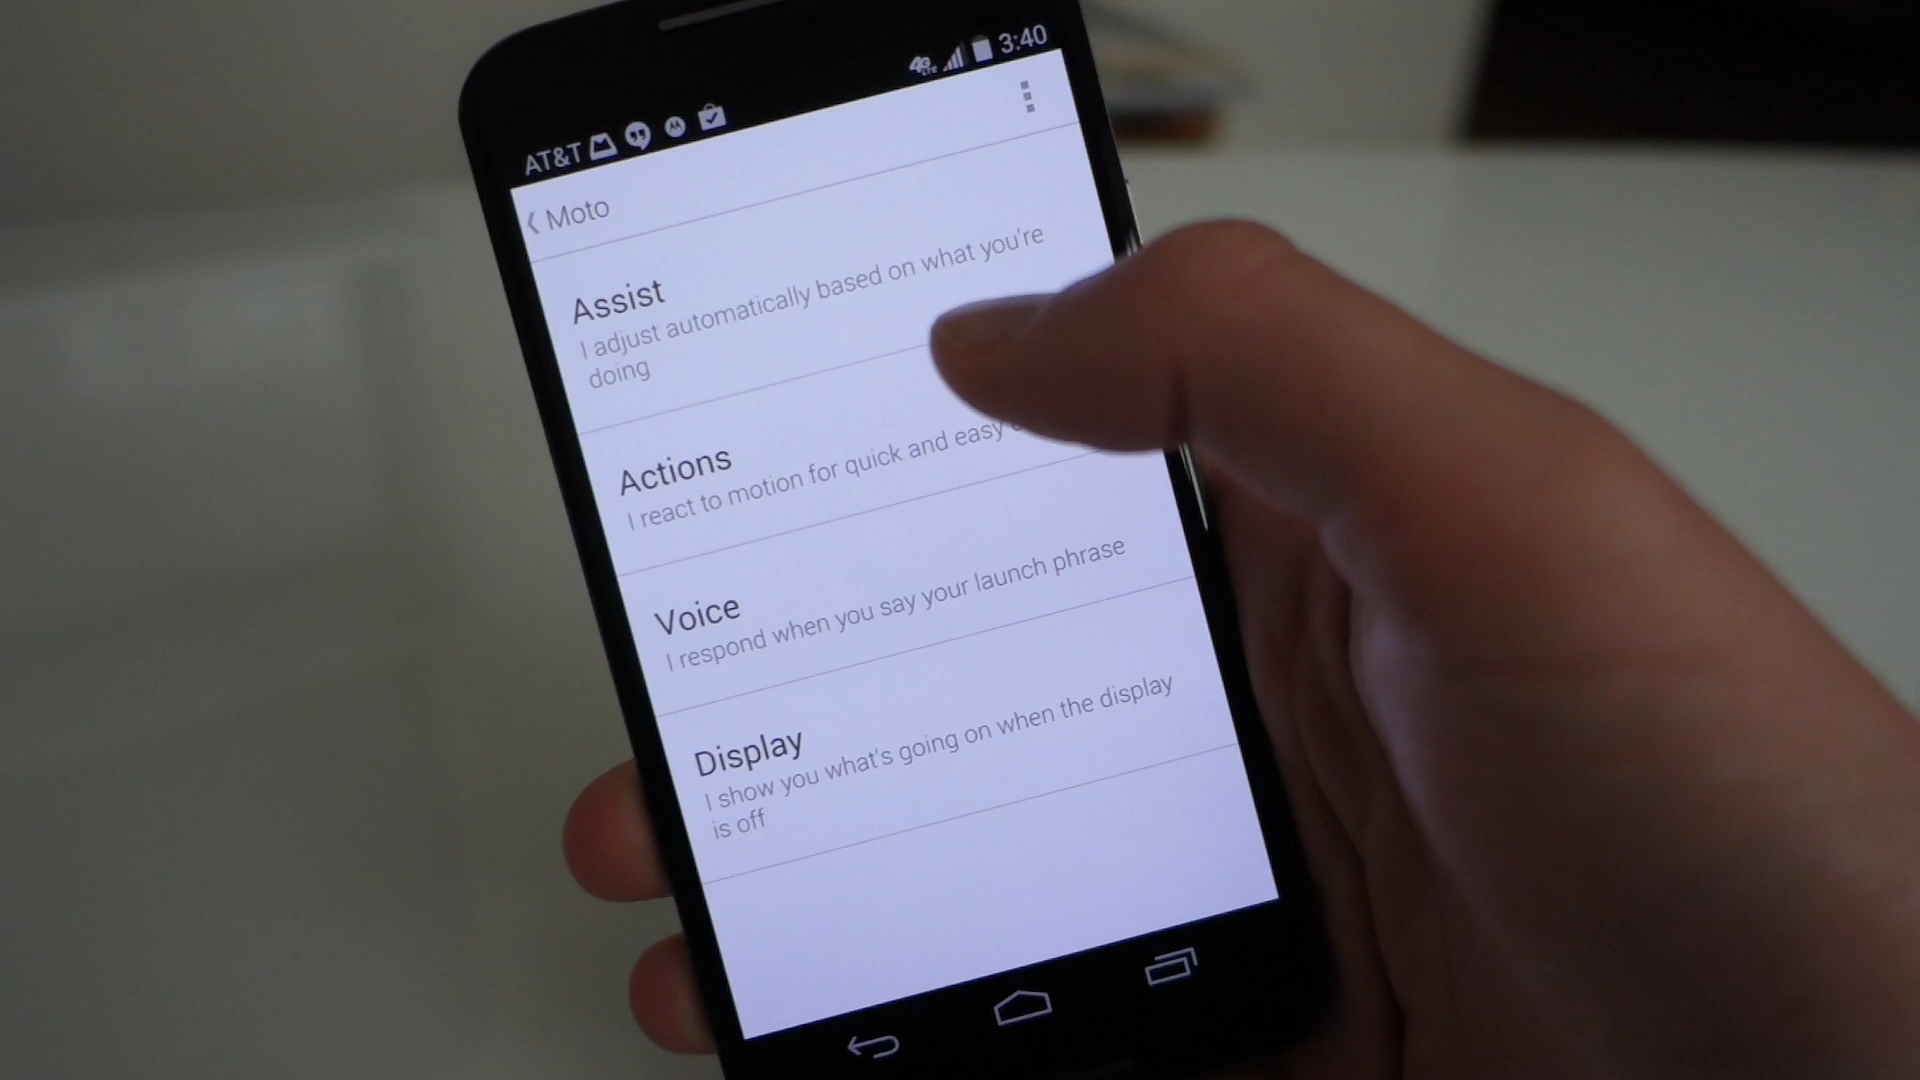 AT&T
4G LTE
3:40
Moto
Assist
I adjust automatically based on what you're
doing
Actions
I react to motion for quick and easy
Voice
I respond when you say your launch phrase
Display
I show you what's going on when the display
is off